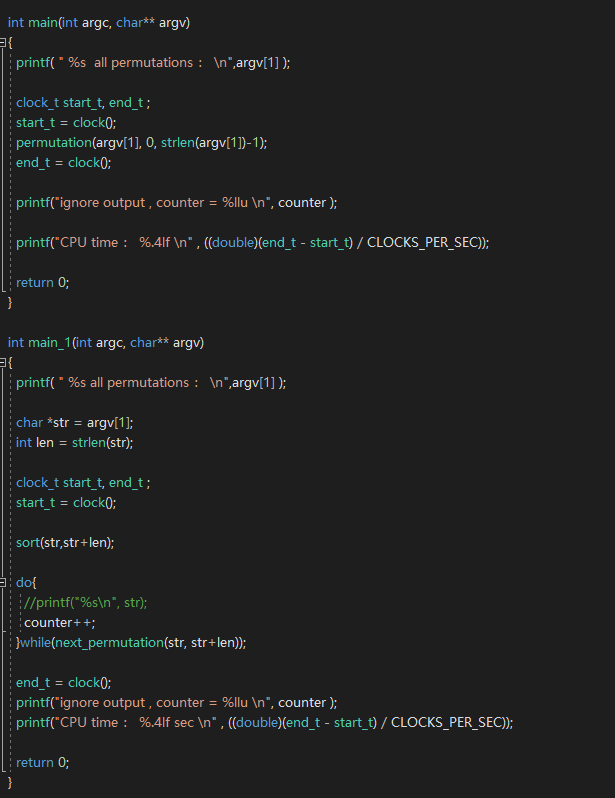 int main(int argc, char** argv)
{
printf( " %s  all permutations :   \n",argv[1] );
clock_t start_t, end_t ;
start_t = clock();
permutation(argv[1], 0, strlen(argv[1])-1);
end_t = clock();
printf("ignore output , counter = %llu \n", counter );
printf("CPU time :   %.4lf \n" , ((double)(end_t - start_t) / CLOCKS_PER_SEC));
return 0;
}
int main_1(int argc, char** argv)
{
printf( " %s all permutations :   \n",argv[1] );
char *str = argv[1];
int len = strlen(str);
clock_t start_t, end_t ;
start_t = clock();
sort(str,str+len);
do{
//printf("%s\n", str);
counter++;
}while(next_permutation(str, str+len));
end_t = clock();
printf("ignore output , counter = %llu \n", counter );
printf("CPU time :   %.4lf sec \n" , ((double)(end_t - start_t) / CLOCKS_PER_SEC));
return 0;
}